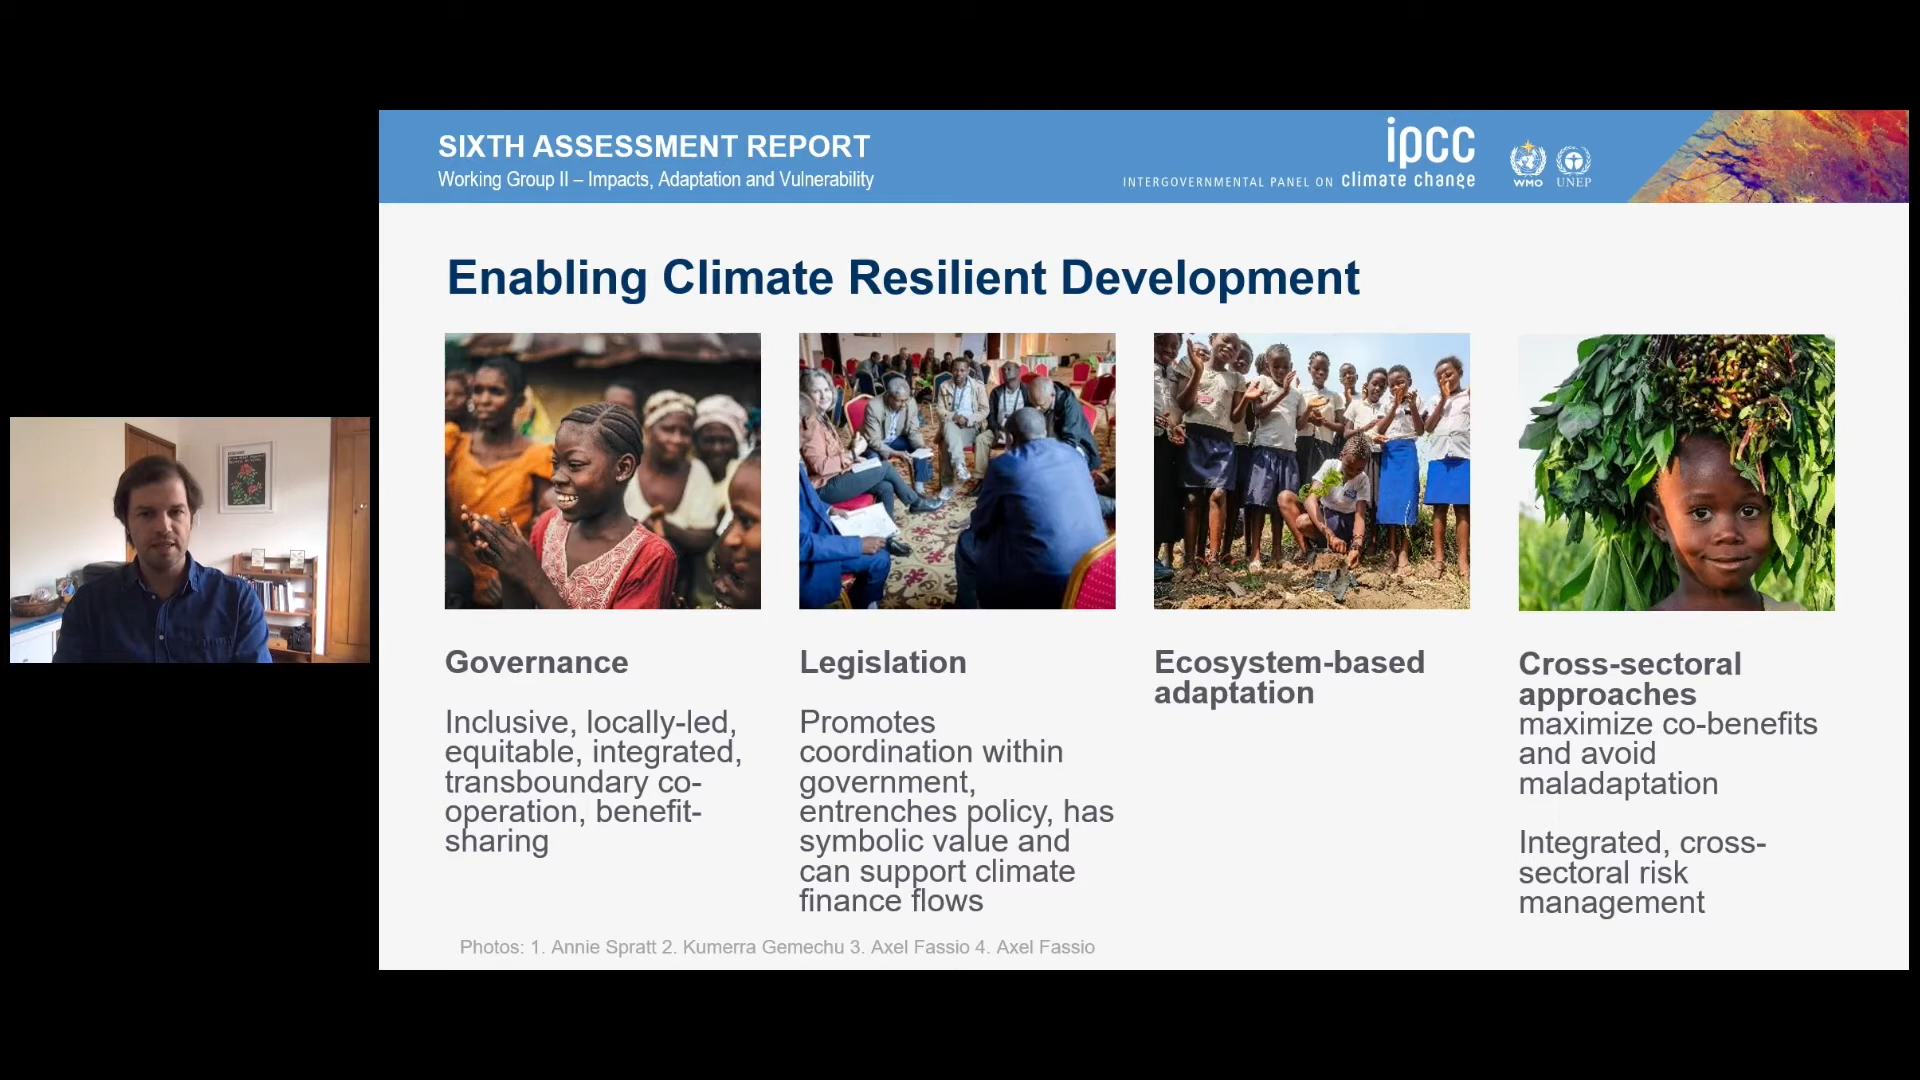 SIXTH ASSESSMENT REPORT
Working Group II – Impacts, Adaptation and Vulnerability
ipcc
INTERGOVERNMENTAL PANEL ON climate change
WMO
UNEP
Enabling Climate Resilient Development
Governance
Inclusive, locally-led,
equitable, integrated,
transboundary co-
operation, benefit-
sharing
Legislation
Promotes
coordination within
government,
entrenches policy, has
symbolic value and
can support climate
finance flows
Ecosystem-based
adaptation
Cross-sectoral
approaches
maximize co-benefits
and avoid
maladaptation
Integrated, cross-
sectoral risk
management
Photos: 1. Annie Spratt 2. Kumerra Gemechu 3. Axel Fassio 4. Axel Fassio